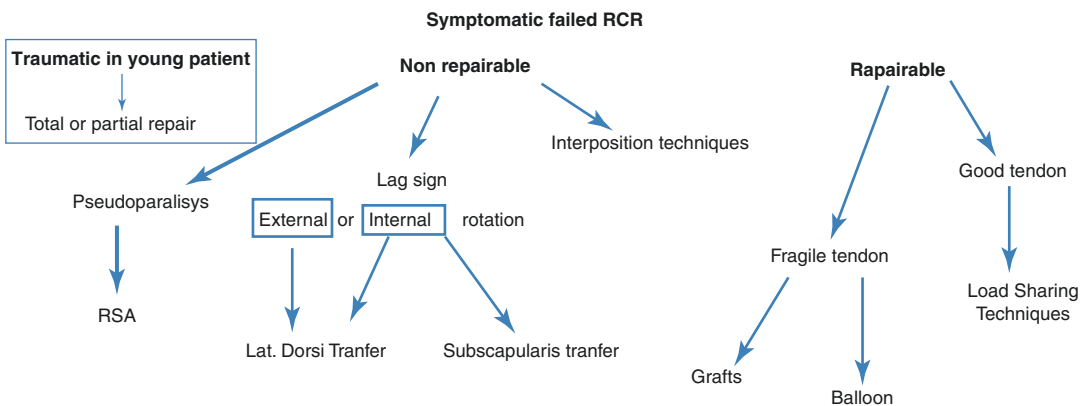 Symptomatic failed RCR
Traumatic in young patient
Total or partial repair
Non repairable
Pseudoparalisys
RSA
Lag sign
External or Internal rotation
Lat. Dorsi Tranfer
Subscapularis tranfer
Interposition techniques
Rapairable
Fragile tendon
Grafts
Balloon
Good tendon
Load Sharing
Techniques